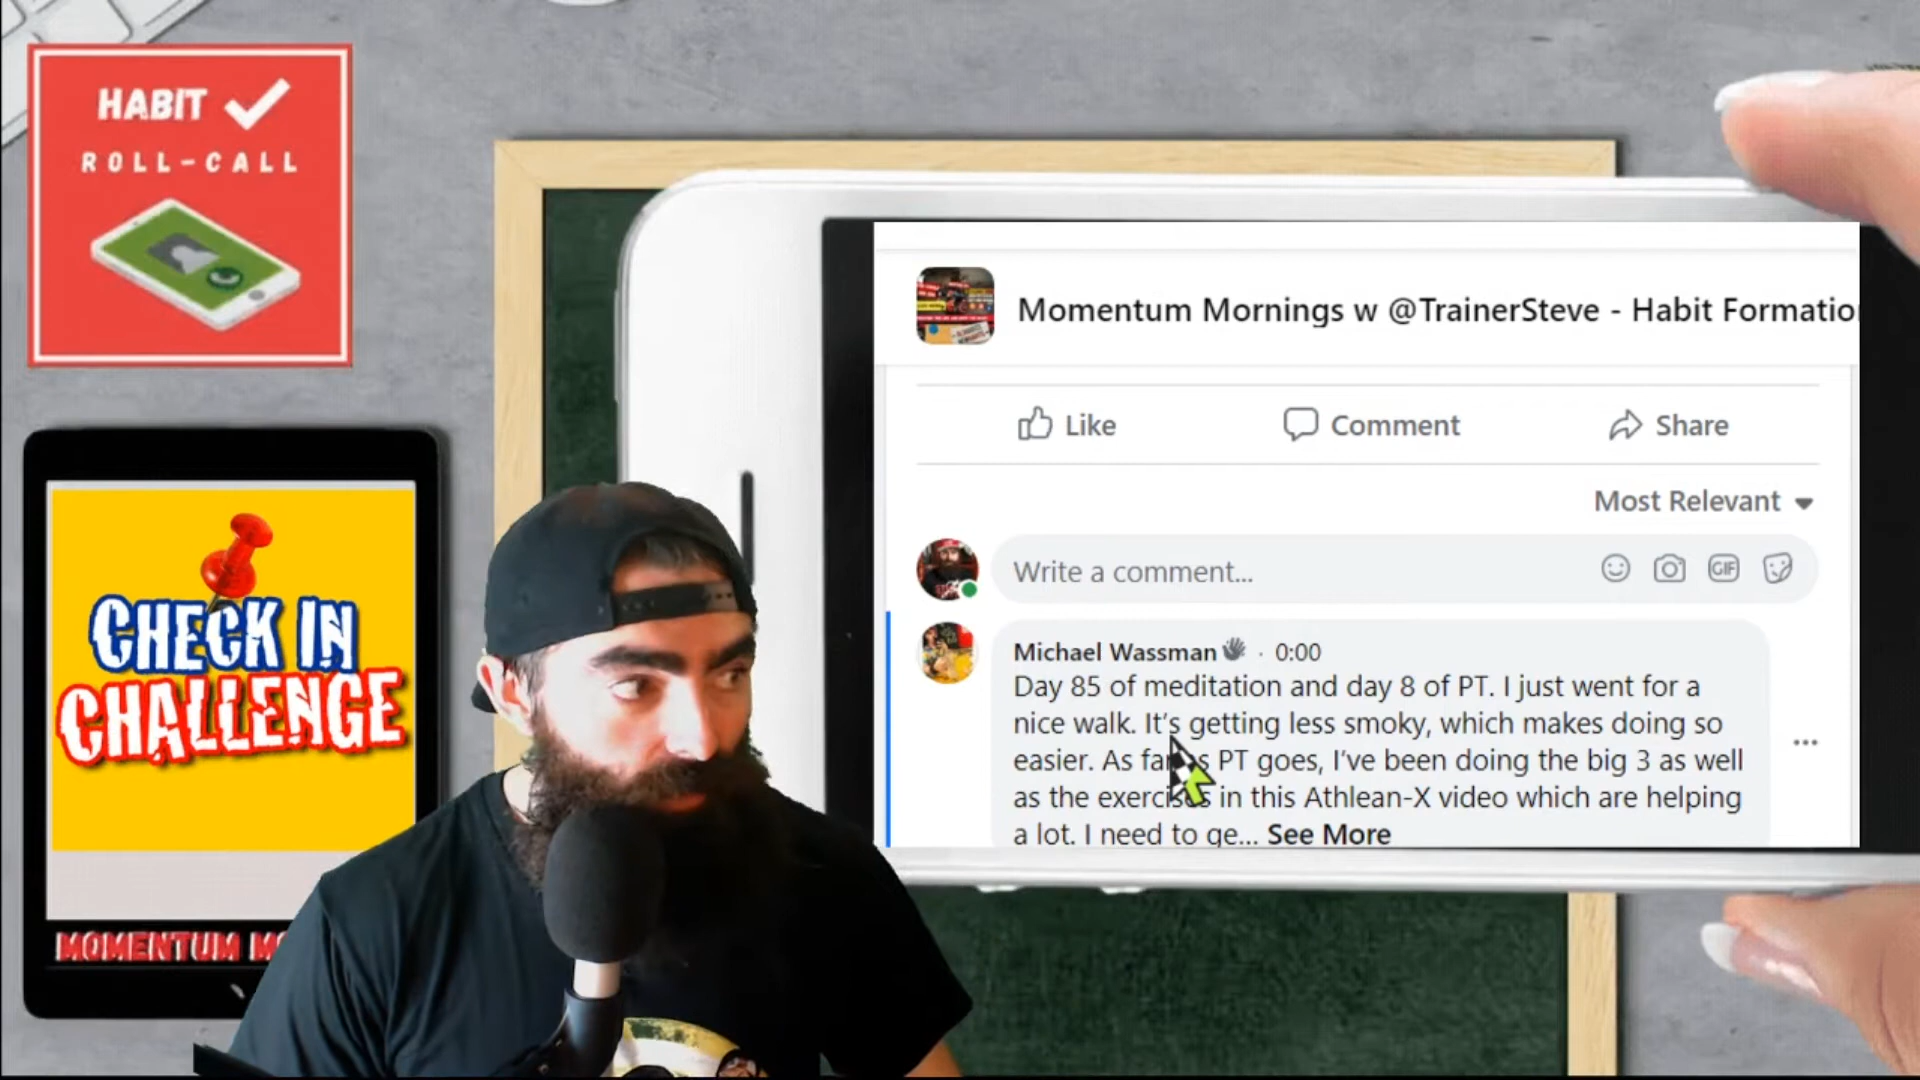 HABIT
ROLL-CALL
CHECK IN
CHALLENGE
MOMENTUM
Momentum Mornings w @TrainerSteve - Habit Formatio
Like
Comment
Share
Most Relevant
Write a comment...
GIF
Michael Wassman · 0:00
Day 85 of meditation and day 8 of PT. I just went for a
nice walk. It's getting less smoky, which makes doing so
easier. As far as PT goes, I've been doing the big 3 as well
as the exercises in this Athlean-X video which are helping
a lot. I need to ge... See More